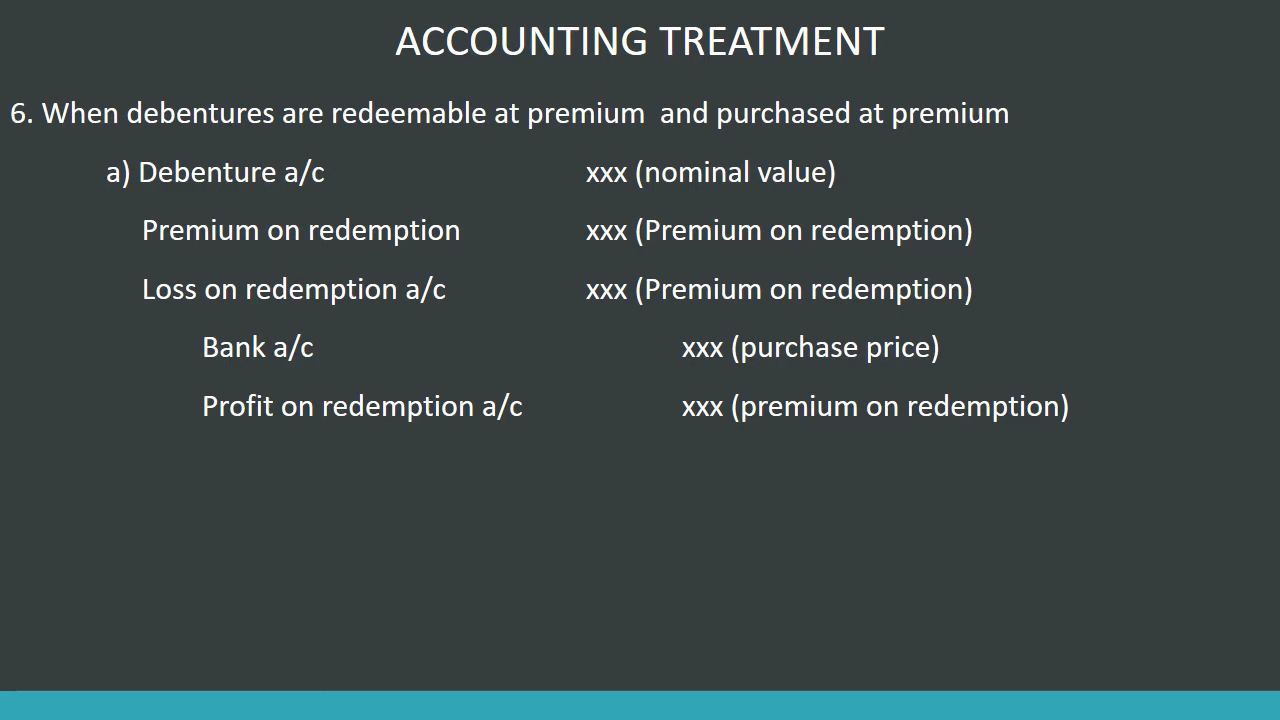 ACCOUNTING TREATMENT
6. When debentures are redeemable at premium  and purchased at premium
a) Debenture a/c xxx (nominal value)
Premium on redemption xxx (Premium on redemption)
Loss on redemption a/c xxx (Premium on redemption)
Bank a/c xxx (purchase price)
Profit on redemption a/c xxx (premium on redemption)